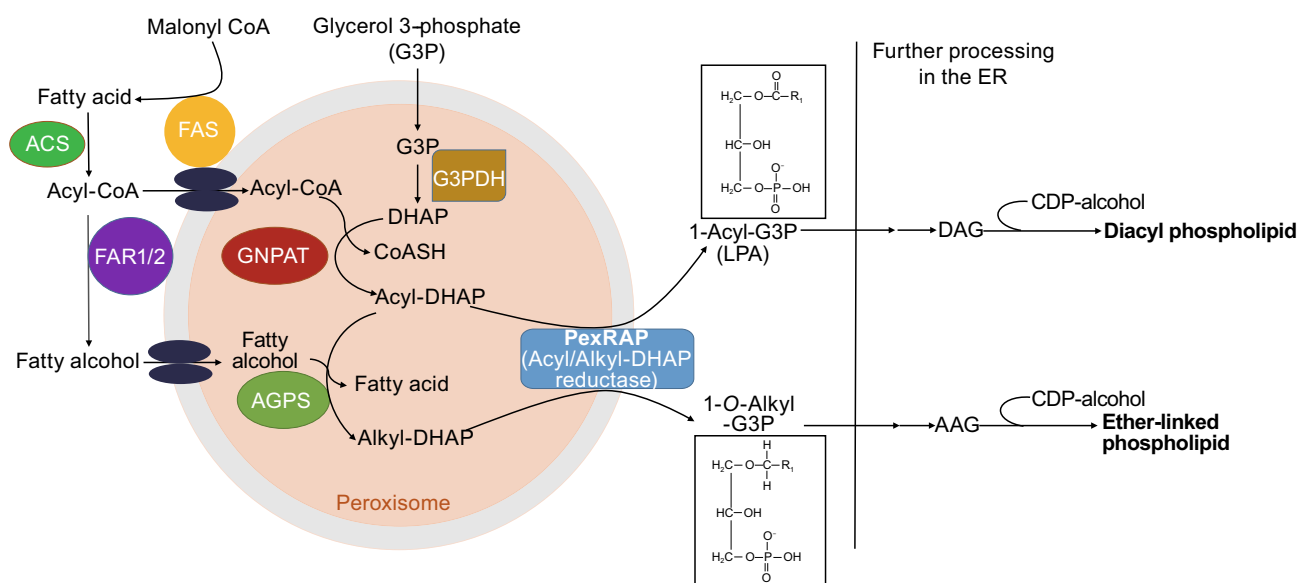 Malonyl CoA
Glycerol 3-phosphate
(G3P)
Further processing
in the ER
Fatty acid
FAS
ACS
G3P
G3PDH
Acyl-CoA
Acyl-CoA
DHAP
CoASH
FAR1/2
GNPAT
Acyl-DHAP
O
H₂C–O–C–R₁
HC–OH
O⁻
H₂C–O–P–OH
O
1-Acyl-G3P
(LPA)
DAG
CDP-alcohol
Diacyl phospholipid
PexRAP
(Acyl/Alkyl-DHAP
reductase)
Fatty alcohol
Fatty
alcohol
Fatty acid
AGPS
Alkyl-DHAP
Peroxisome
1-O-Alkyl
-G3P
AAG
CDP-alcohol
Ether-linked
phospholipid
H
H₂C–O–C–R₁
H
HC–OH
O⁻
H₂C–O–P–OH
O